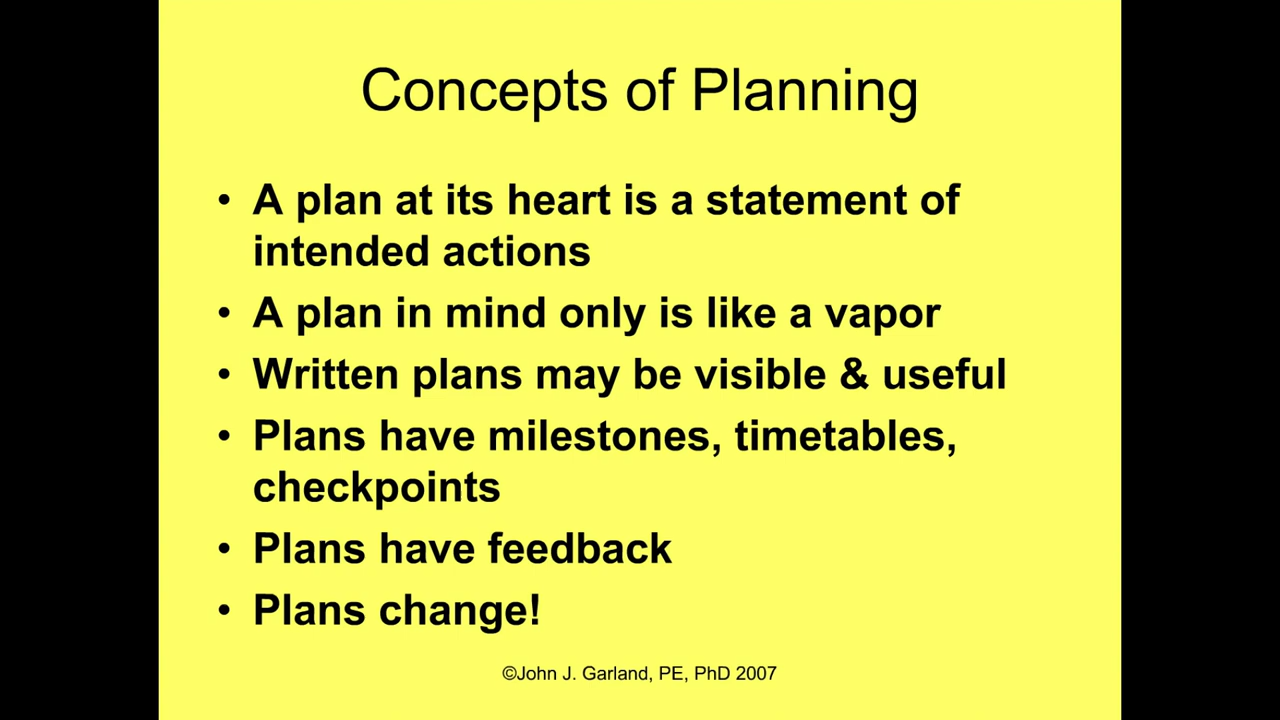 Concepts of Planning
• A plan at its heart is a statement of
intended actions
• A plan in mind only is like a vapor
• Written plans may be visible & useful
• Plans have milestones, timetables,
checkpoints
• Plans have feedback
• Plans change!
©John J. Garland, PE, PhD 2007